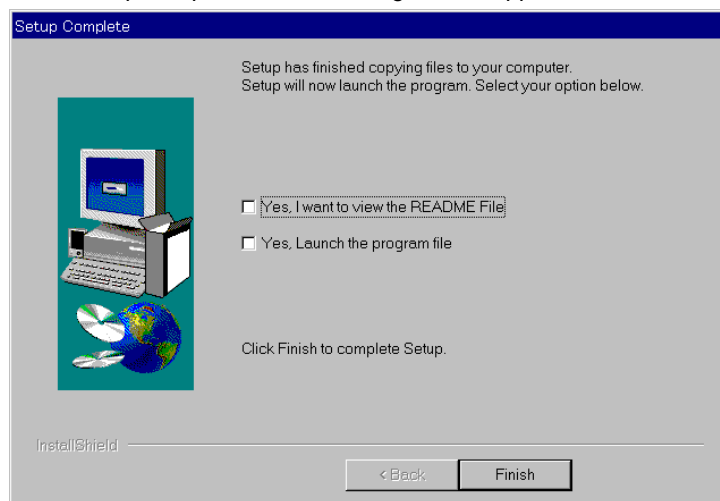 Setup Complete
Setup has finished copying files to your computer.
Setup will now launch the program. Select your option below.
Yes, I want to view the README File
Yes, Launch the program file
Click Finish to complete Setup.
InstallShield
< Back
Finish